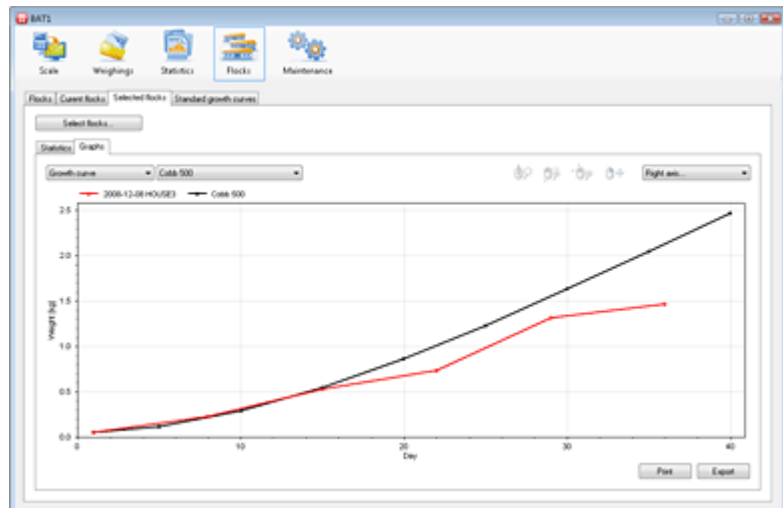 BAT1
Scale Weighings Statistics Flocks Maintenance
Flocks Current flocks Selected flocks Standard growth curves
Select flocks...
Statistics Graphs
Growth curve Cobb 500 Right axis...
2008-12-08 HOUSE3 Cobb 500
2.5
2.0
1.5
1.0
0.5
0.0
Weight (kg)
0 10 20 30 40
Day
Print Export